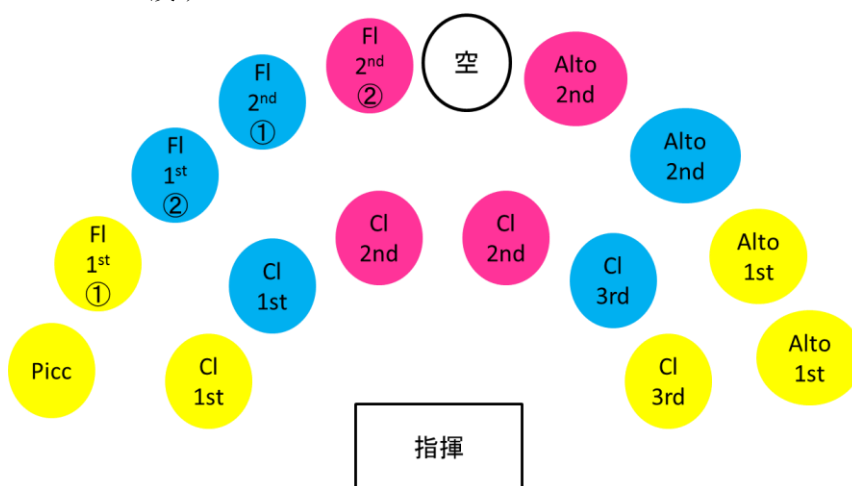 Fl
2nd
②
空
Alto
2nd
Fl
2nd
①
Alto
2nd
Fl
1st
②
Fl
1st
①
Cl
2nd
Cl
2nd
Alto
1st
Cl
1st
Cl
3rd
Picc
Cl
1st
Cl
3rd
Alto
1st
指揮